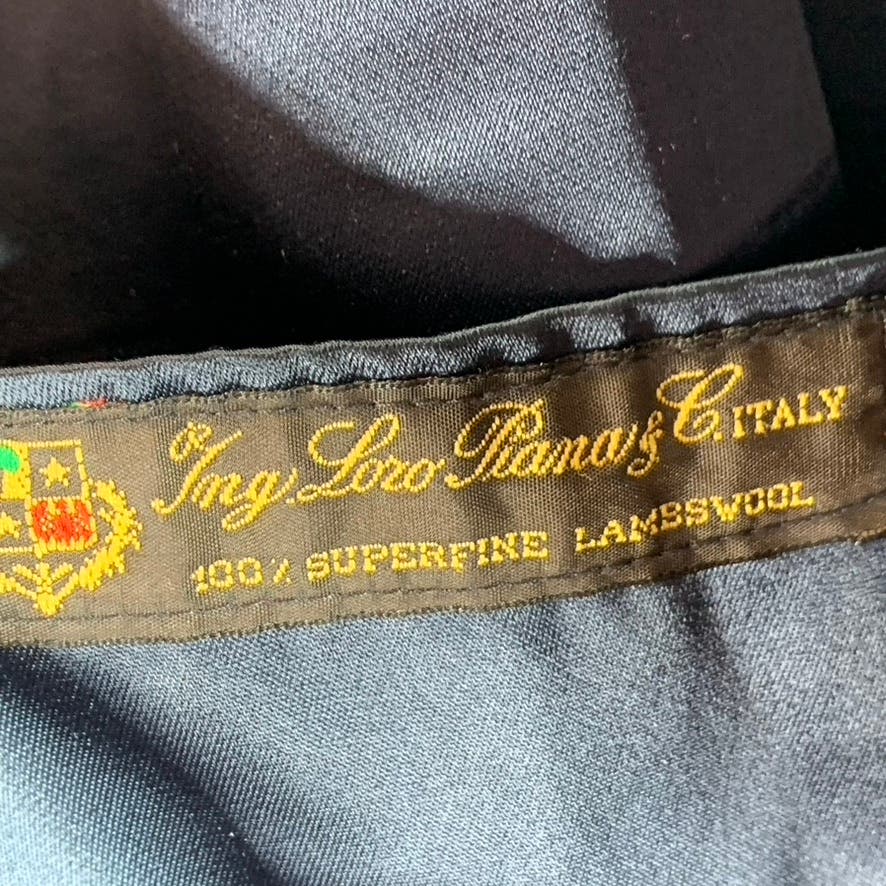 ® Ing. Loro Piana & C. ITALY
100% SUPERFINE LAMBSWOOL